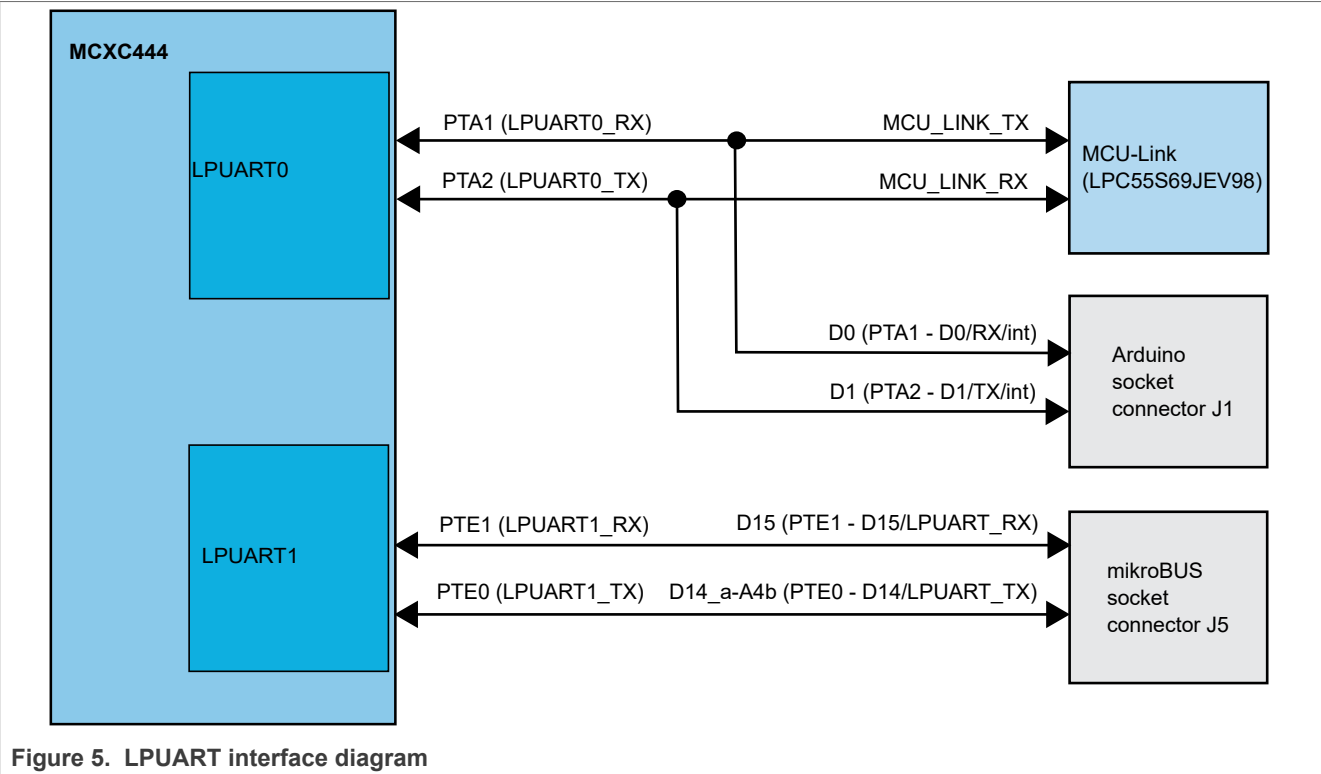 MCXC444
LPUART0
PTA1 (LPUART0_RX)
MCU_LINK_TX
PTA2 (LPUART0_TX)
MCU_LINK_RX
MCU-Link
(LPC55S69JEV98)
D0 (PTA1 - D0/RX/int)
D1 (PTA2 - D1/TX/int)
Arduino
socket
connector J1
LPUART1
PTE1 (LPUART1_RX)
D15 (PTE1 - D15/LPUART_RX)
PTE0 (LPUART1_TX)
D14_a-A4b (PTE0 - D14/LPUART_TX)
mikroBUS
socket
connector J5
Figure 5. LPUART interface diagram